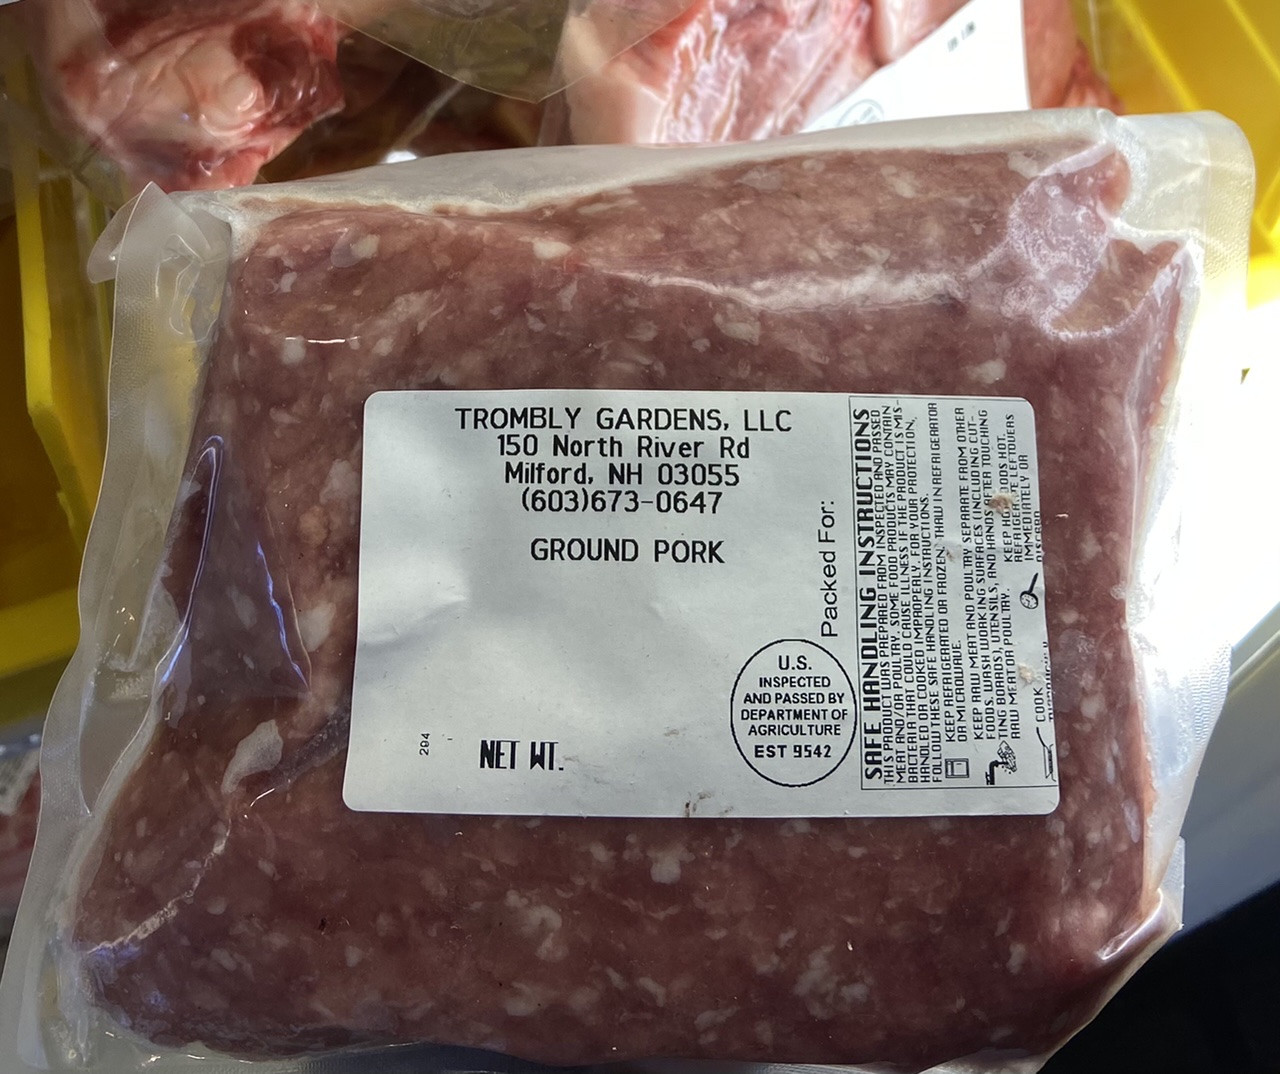 TROMBLY GARDENS, LLC
150 North River Rd
Milford, NH 03055
(603)673-0647
GROUND PORK
294
NET WT.
Packed For:
U.S.
INSPECTED
AND PASSED BY
DEPARTMENT OF
AGRICULTURE
EST 9542
SAFE HANDLING INSTRUCTIONS
THIS PRODUCT WAS PREPARED FROM INSPECTED AND PASSED
MEAT AND/OR POULTRY. SOME FOOD PRODUCTS MAY CONTAIN
BACTERIA THAT COULD CAUSE ILLNESS IF THE PRODUCT IS MIS-
HANDLED OR COOKED IMPROPERLY. FOR YOUR PROTECTION,
FOLLOW THESE SAFE HANDLING INSTRUCTIONS.
KEEP REFRIGERATED OR FROZEN. THAW IN REFRIGERATOR
OR MICROWAVE.
KEEP RAW MEAT AND POULTRY SEPARATE FROM OTHER
FOODS. WASH WORKING SURFACES (INCLUDING CUT-
TING BOARDS), UTENSILS, AND HANDS AFTER TOUCHING
RAW MEAT OR POULTRY.
COOK
KEEP HOT FOODS HOT.
REFRIGERATE LEFTOVERS
IMMEDIATELY OR